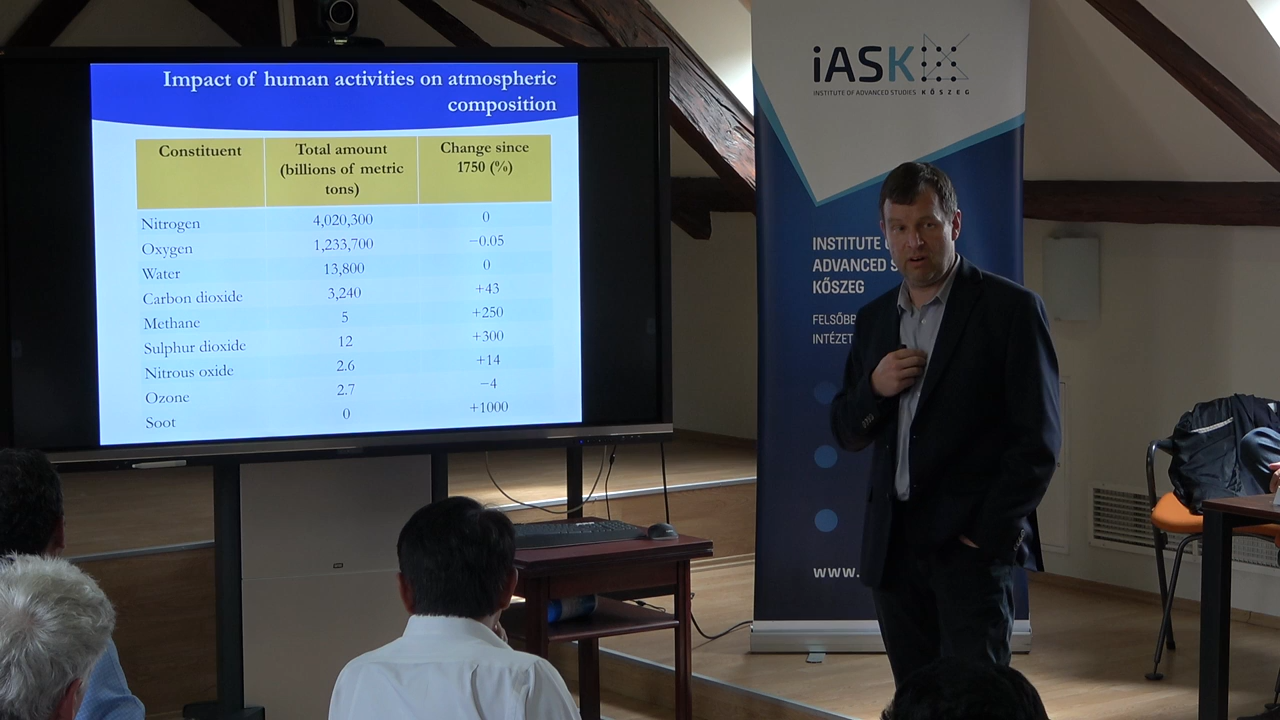 Impact of human activities on atmospheric
composition
Constituent
Total amount
(billions of metric
tons)
Change since
1750 (%)
Nitrogen 4,020,300 0
Oxygen 1,233,700 −0.05
Water 13,800 0
Carbon dioxide 3,240 +43
Methane 5 +250
Sulphur dioxide 12 +300
Nitrous oxide 2.6 +14
Ozone 2.7 −4
Soot 0 +1000
iASK
INSTITUTE OF ADVANCED STUDIES KŐSZEG
INSTITUTE
ADVANCED
KŐSZEG
FELSŐB
INTÉZET
www.